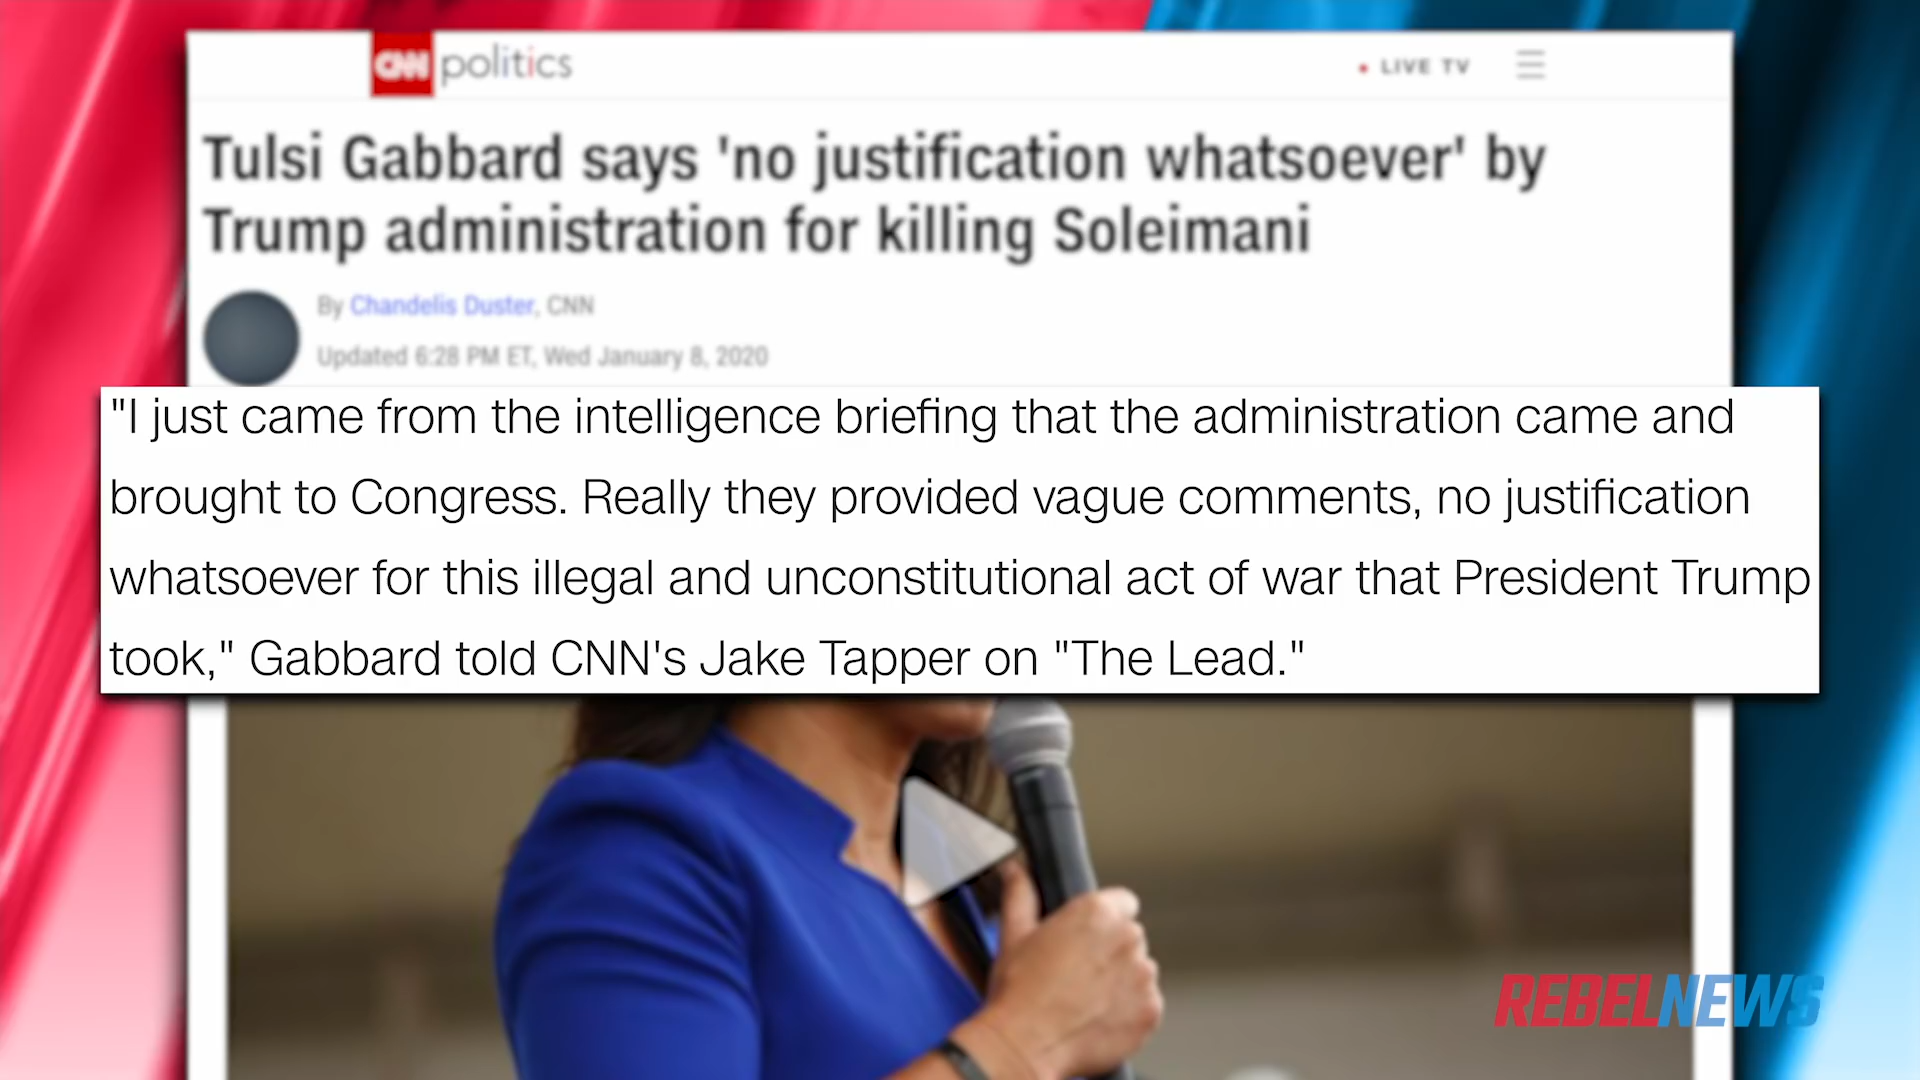 CNN politics
LIVE TV
Tulsi Gabbard says 'no justification whatsoever' by
Trump administration for killing Soleimani
By Chandelis Duster, CNN
Updated 6:28 PM ET, Wed January 8, 2020
"I just came from the intelligence briefing that the administration came and
brought to Congress. Really they provided vague comments, no justification
whatsoever for this illegal and unconstitutional act of war that President Trump
took," Gabbard told CNN's Jake Tapper on "The Lead."
REBELNEWS